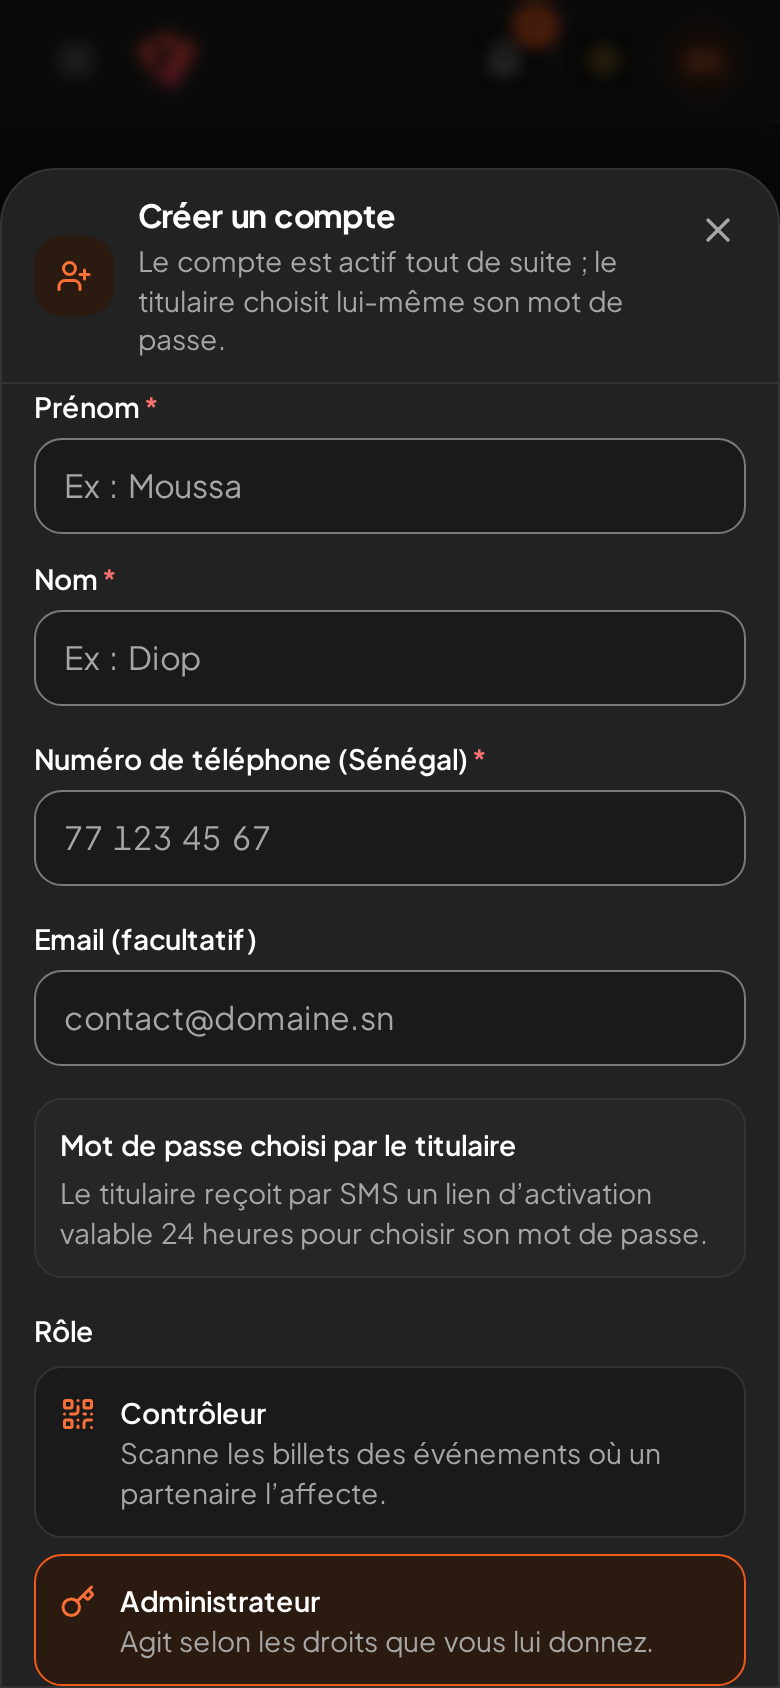 Créer un compte
Le compte est actif tout de suite ; le
titulaire choisit lui-même son mot de
passe.
Prénom *
Ex : Moussa
Nom *
Ex : Diop
Numéro de téléphone (Sénégal) *
77 123 45 67
Email (facultatif)
contact@domaine.sn
Mot de passe choisi par le titulaire
Le titulaire reçoit par SMS un lien d’activation
valable 24 heures pour choisir son mot de passe.
Rôle
Contrôleur
Scanne les billets des événements où un
partenaire l’affecte.
Administrateur
Agit selon les droits que vous lui donnez.